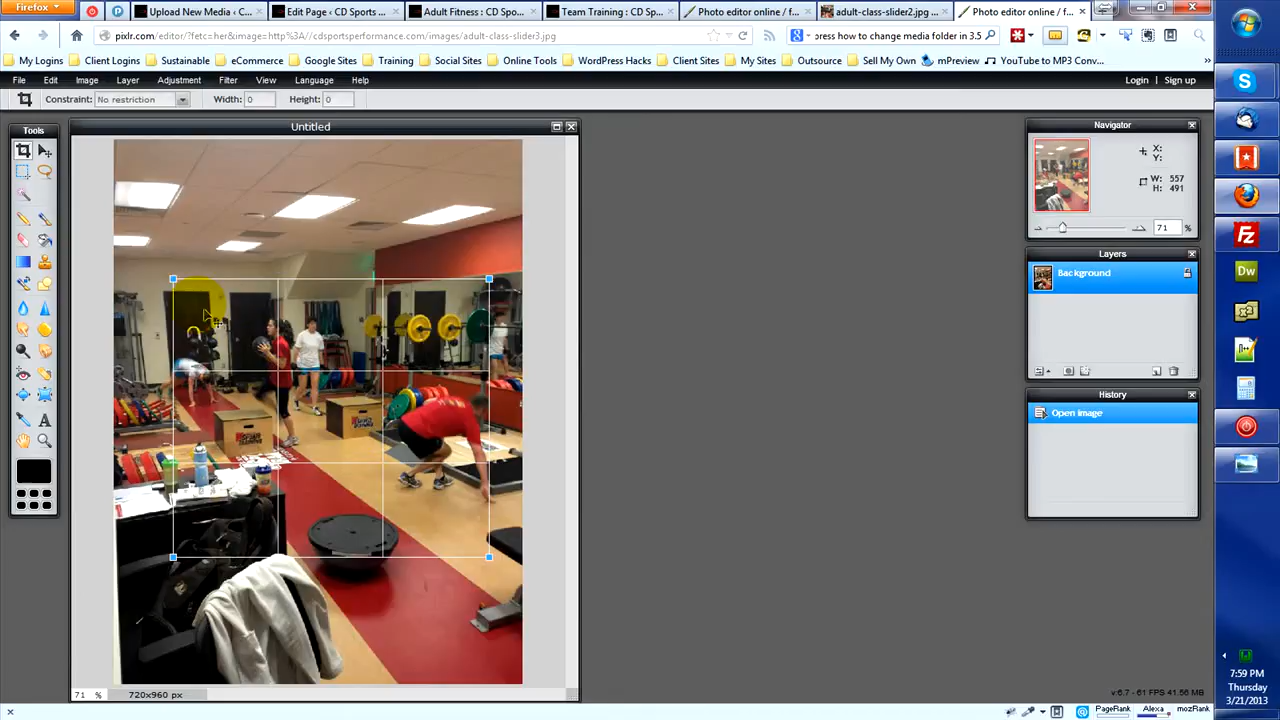 Firefox
Upload New Media < C...
Edit Page < CD Sports ...
Adult Fitness : CD Spo...
Team Training : CD Sp...
Photo editor online / f...
adult-class-slider2.jpg ...
Photo editor online / f...
pixlr.com/editor/?fetch=her&image=http%3A//cdsportsperformance.com/images/adult-class-slider3.jpg
press how to change media folder in 3.5
My Logins
Client Logins
Sustainable
eCommerce
Google Sites
Training
Social Sites
Online Tools
WordPress Hacks
Client Sites
My Sites
Outsource
Sell My Own
mPreview
YouTube to MP3 Conv...
File Edit Image Layer Adjustment Filter View Language Help
Login | Sign up
Constraint: No restriction Width: 0 Height: 0
Tools
Untitled
Navigator
X:
Y:
W: 557
H: 491
71 %
Layers
Background
History
Open image
71 % 720x960 px
v:6.7 - 61 FPS 41.56 MB
PageRank
Alexa
mozRank
7:59 PM
Thursday
3/21/2013